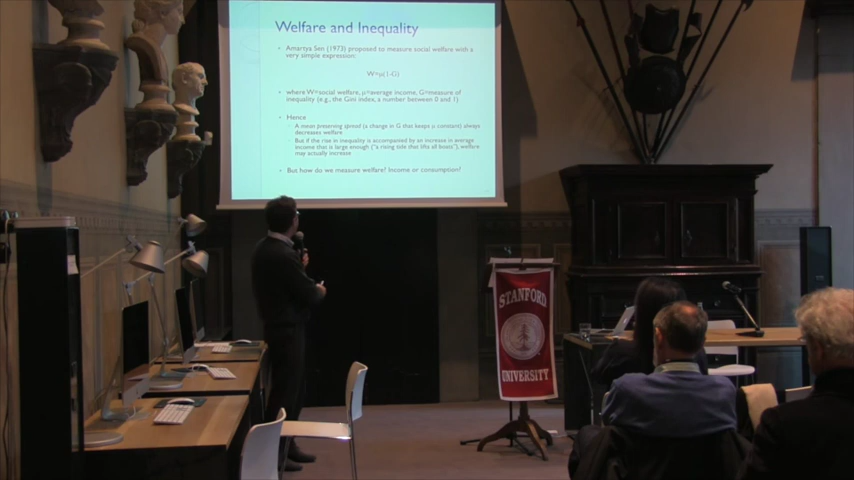 Welfare and Inequality
• Amartya Sen (1973) proposed to measure social welfare with a
very simple expression:
W=μ(1-G)
• where W=social welfare, μ=average income, G=measure of
inequality (e.g., the Gini index, a number between 0 and 1)
• Hence
• A mean preserving spread (a change in G that keeps μ constant) always
decreases welfare
• But if the rise in inequality is accompanied by an increase in average
income that is large enough ("a rising tide that lifts all boats"), welfare
may actually increase
• But how do we measure welfare? Income or consumption?
STANFORD
UNIVERSITY